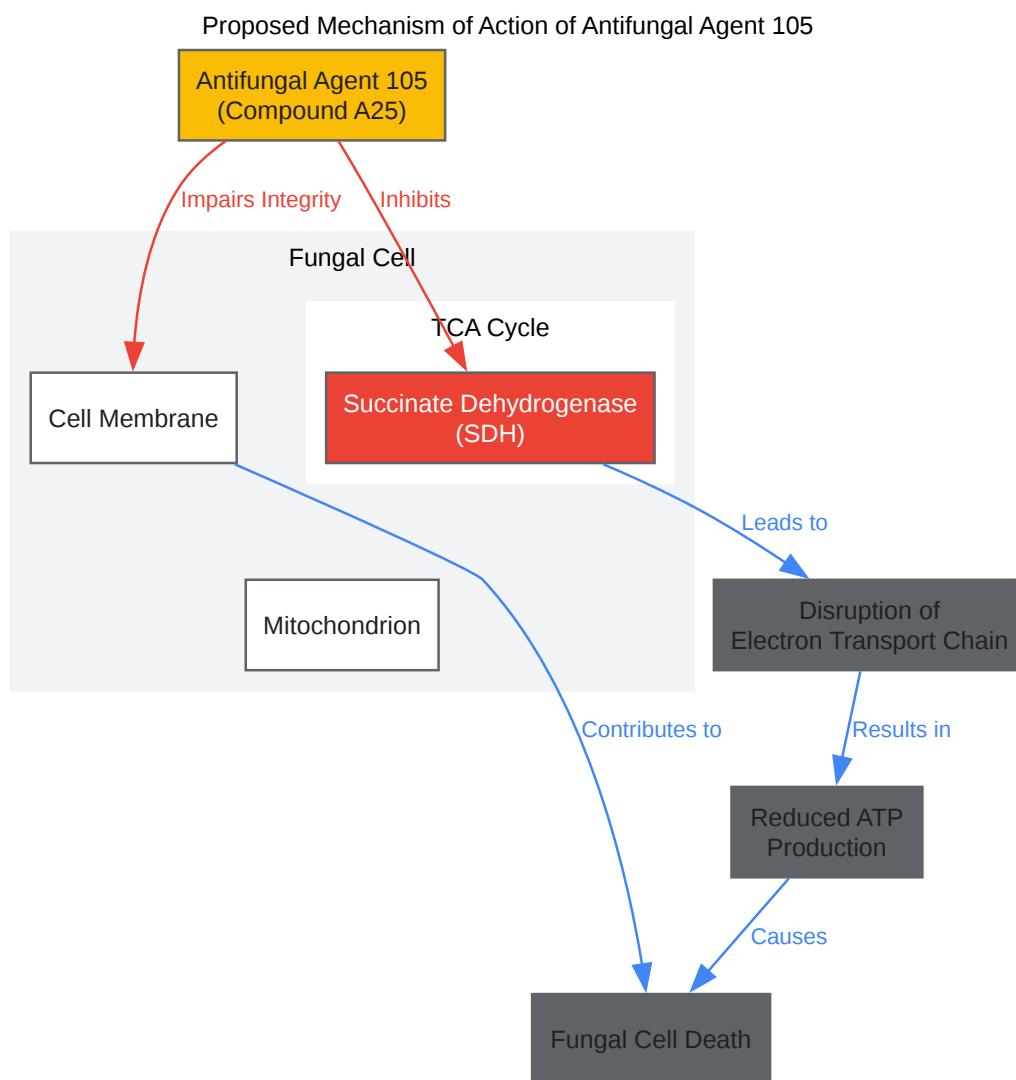 Proposed Mechanism of Action of Antifungal Agent 105
Antifungal Agent 105
(Compound A25)
Impairs Integrity
Inhibits
Fungal Cell
TCA Cycle
Cell Membrane
Succinate Dehydrogenase
(SDH)
Leads to
Mitochondrion
Disruption of
Electron Transport Chain
Contributes to
Results in
Reduced ATP
Production
Causes
Fungal Cell Death